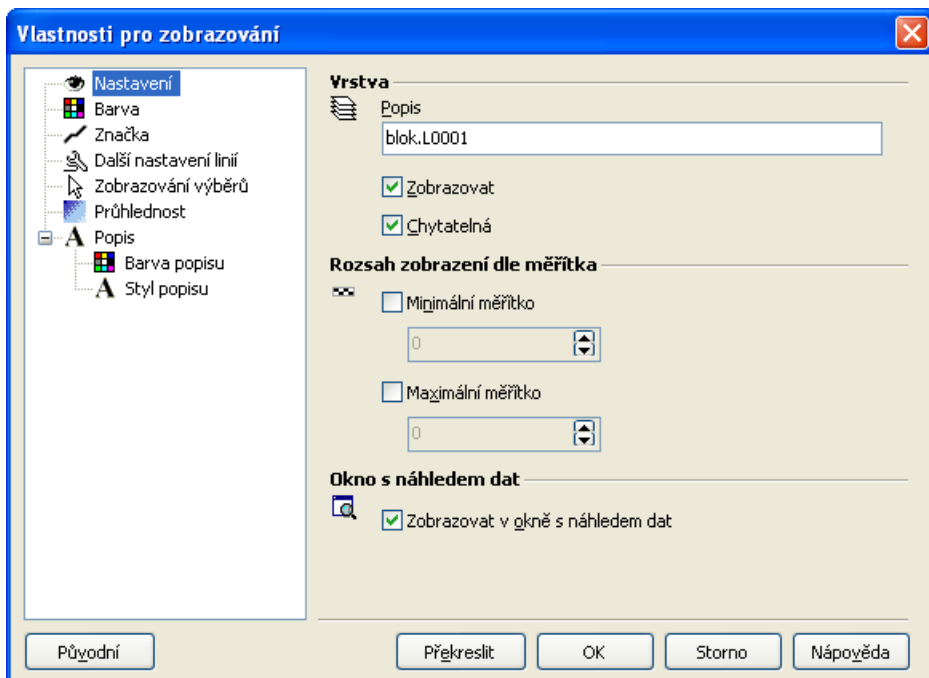 Vlastnosti pro zobrazování
Nastavení
Barva
Značka
Další nastavení linií
Zobrazování výběrů
Průhlednost
Popis
Barva popisu
Styl popisu
Vrstva
Popis
blok.L0001
Zobrazovat
Chytatelná
Rozsah zobrazení dle měřítka
Minimální měřítko
0
Maximální měřítko
0
Okno s náhledem dat
Zobrazovat v okně s náhledem dat
Původní
Překreslit
OK
Storno
Nápověda